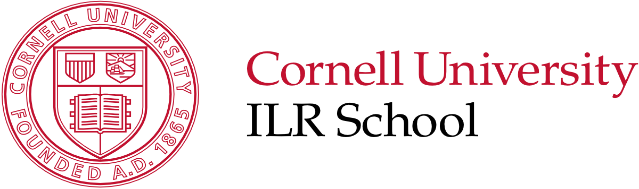 CORNELL UNIVERSITY
FOUNDED A.D. 1865
Cornell University
ILR School